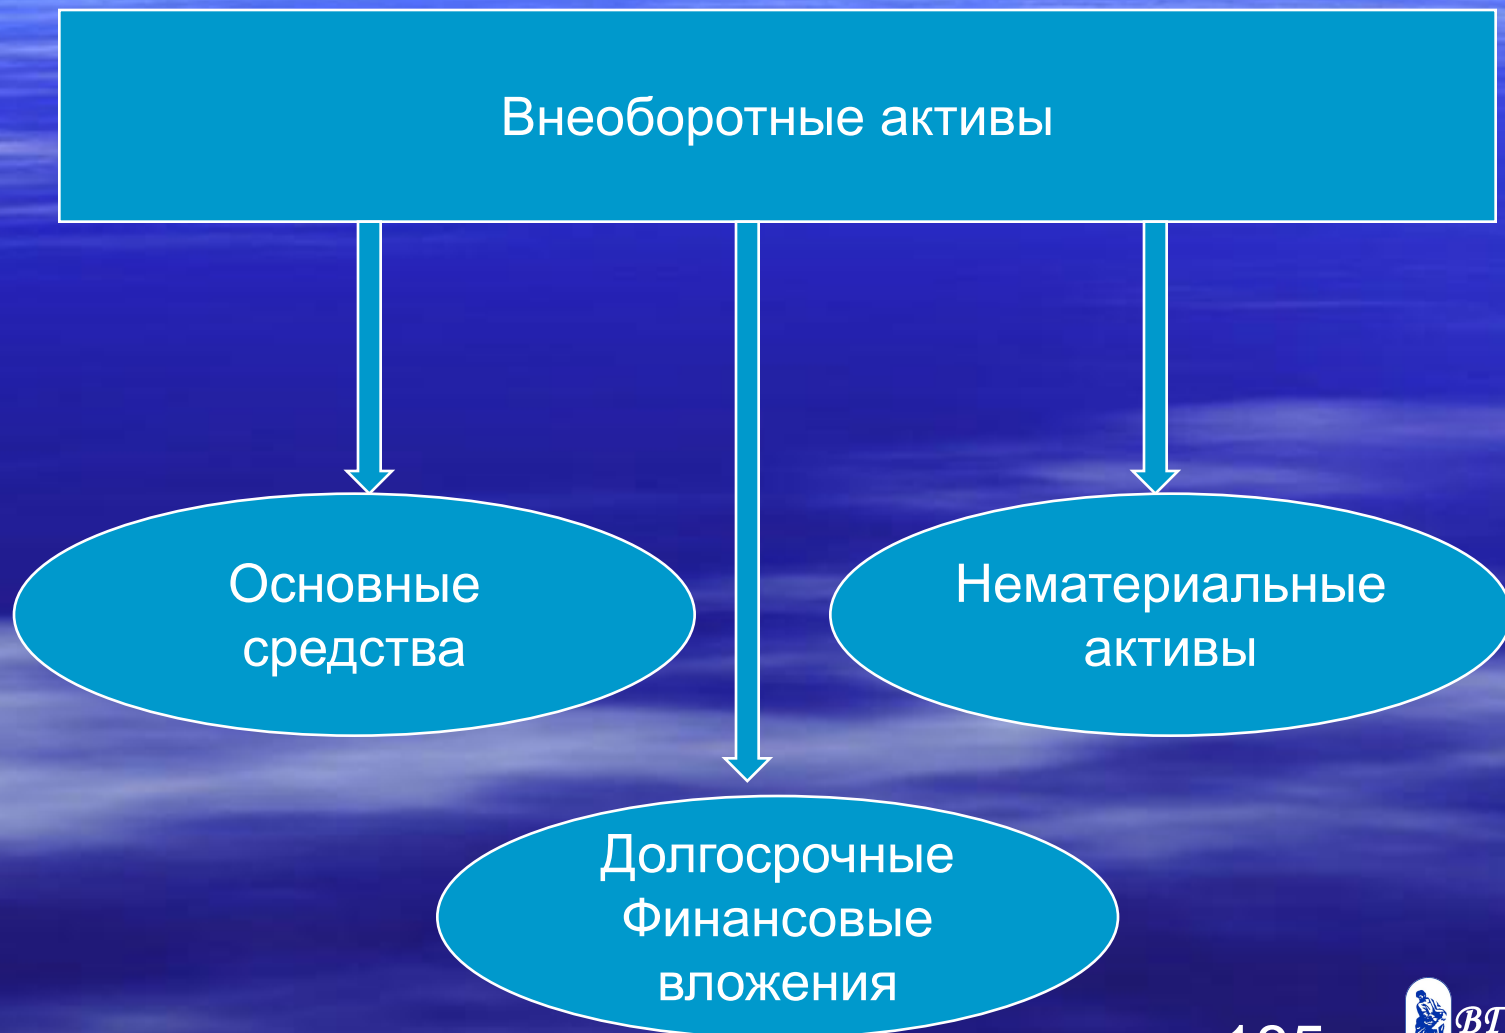 Внеоборотные активы
Основные
средства
Нематериальные
активы
Долгосрочные
Финансовые
вложения